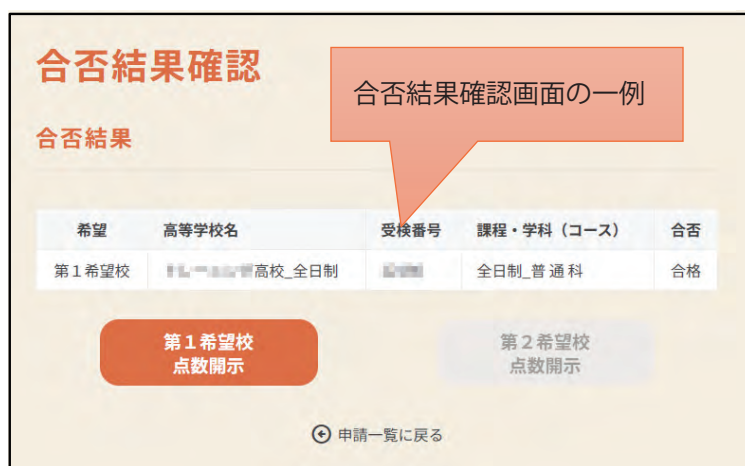 合否結果確認
合否結果確認画面の一例
合否結果
希望 高等学校名 受検番号 課程・学科（コース） 合否
第１希望校 高校_全日制 全日制_普通科 合格
第１希望校
点数開示
第２希望校
点数開示
申請一覧に戻る